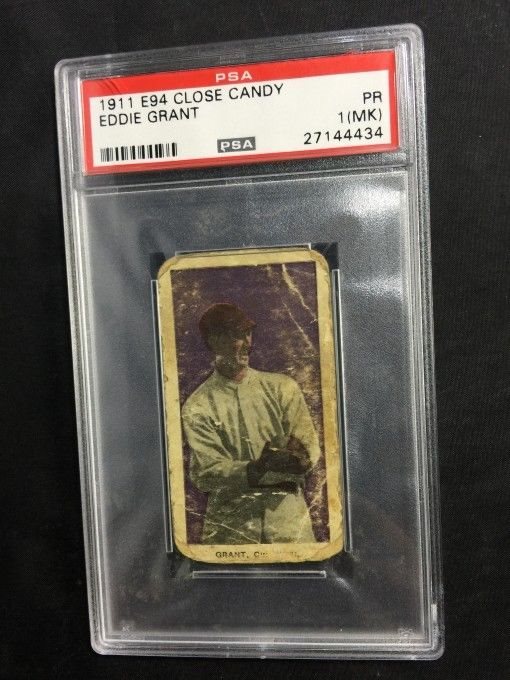 PSA
1911 E94 CLOSE CANDY
EDDIE GRANT
PR
1(MK)
PSA
27144434
GRANT,